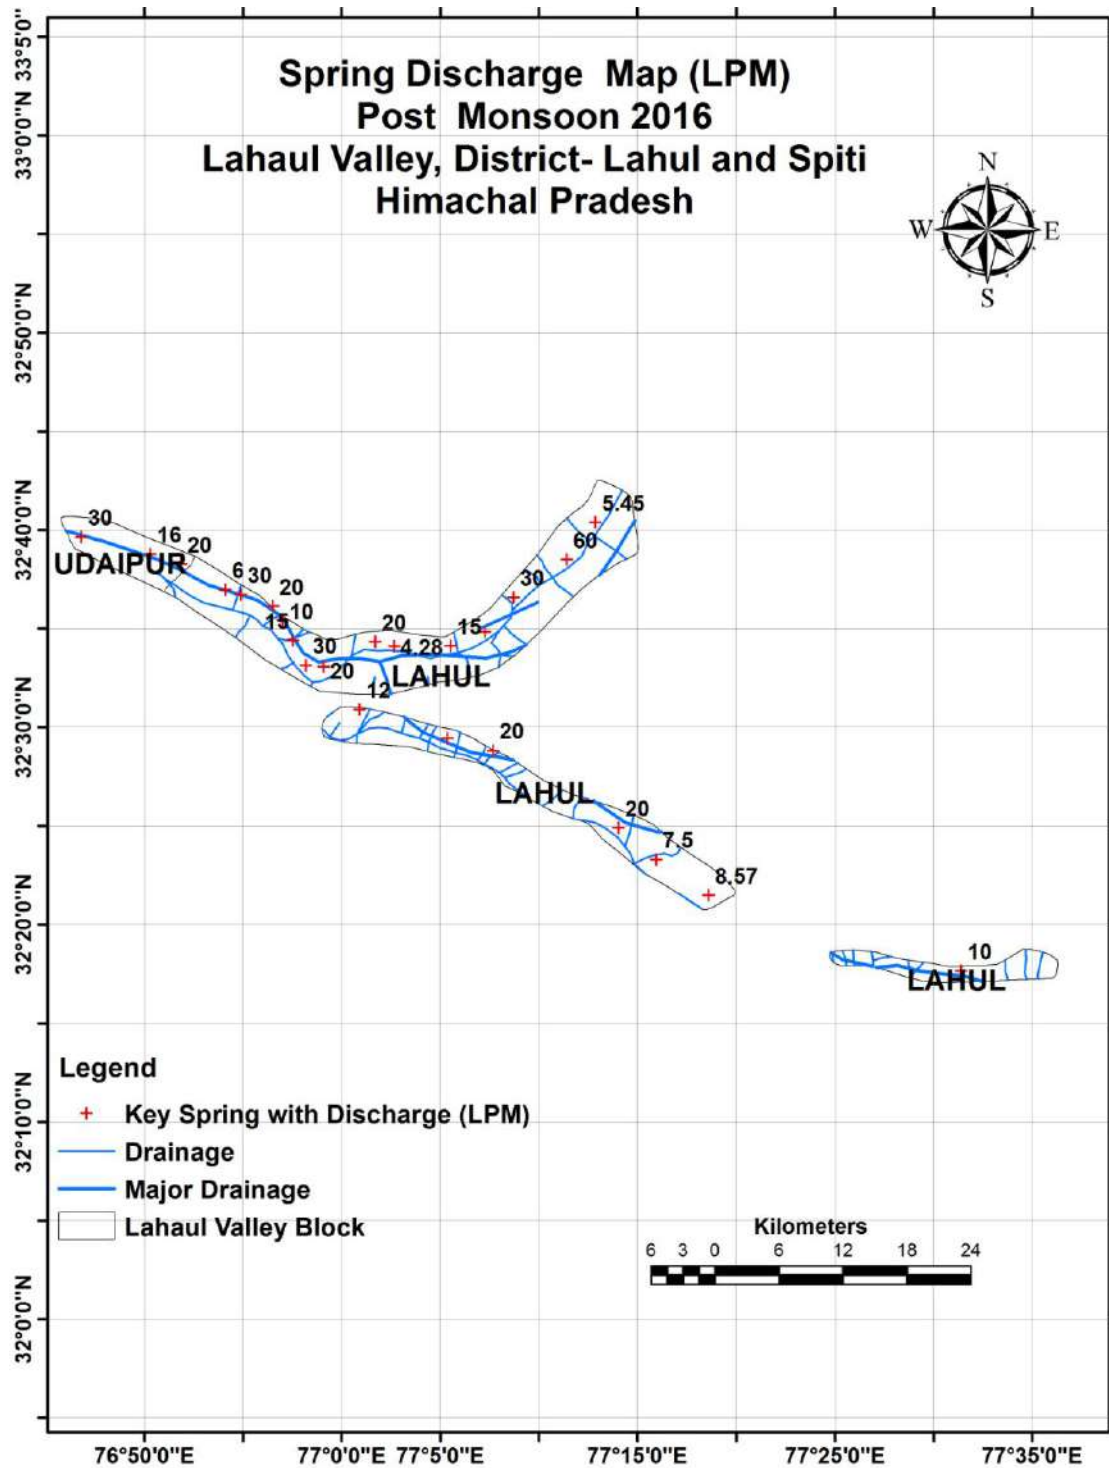 Spring Discharge Map (LPM)
Post Monsoon 2016
Lahaul Valley, District- Lahul and Spiti
Himachal Pradesh
N
W E
S
33°5'0"
33°0'0"N
32°50'0"N
32°40'0"N
32°30'0"N
32°20'0"N
32°10'0"N
32°0'0"N
5.45
30
16
60
20
UDAIPUR
6
30
30
20
10
15
20
15
30
4.28
20
LAHUL
12
20
LAHUL
20
7.5
8.57
10
LAHUL
Legend
Key Spring with Discharge (LPM)
Drainage
Major Drainage
Lahaul Valley Block
Kilometers
6 3 0 6 12 18 24
76°50'0"E 77°0'0"E 77°5'0"E 77°15'0"E 77°25'0"E 77°35'0"E